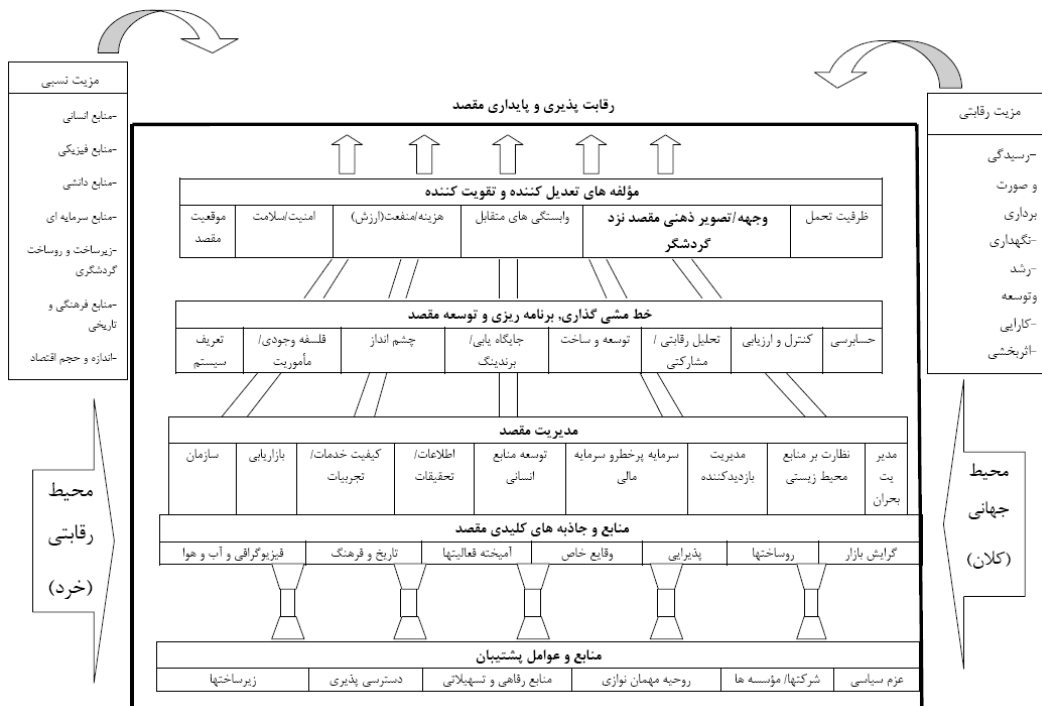 رقابت پذیری و پایداری مقصد
مزیت رقابتی
-رسیدگی
و صورت
برداری
-نگهداری
-رشد
وتوسعه
-کارایی
-اثربخشی
مزیت نسبی
-منابع انسانی
-منابع فیزیکی
-منابع دانشی
-منابع سرمایه ای
-زیرساخت و روساخت
گردشگری
-منابع فرهنگی و
تاریخی
-اندازه و حجم اقتصاد
مؤلفه های تعدیل کننده و تقویت کننده
ظرفیت تحمل
وجهه/تصویر ذهنی مقصد نزد
گردشگر
وابستگی های متقابل
هزینه/منفعت(ارزش)
امنیت/سلامت
موقعیت
مقصد
خط مشی گذاری, برنامه ریزی و توسعه مقصد
حسابرسی
کنترل و ارزیابی
تحلیل رقابتی /
مشارکتی
توسعه و ساخت
جایگاه یابی/
برندینگ
چشم انداز
فلسفه وجودی/
مأموریت
تعریف
سیستم
مدیریت مقصد
مدیر
یت
بحران
نظارت بر منابع
محیط زیستی
مدیریت
بازدیدکننده
سرمایه پرخطرو سرمایه
مالی
توسعه منابع
انسانی
اطلاعات/
تحقیقات
کیفیت خدمات/
تجربیات
بازاریابی
سازمان
منابع و جاذبه های کلیدی مقصد
گرایش بازار
روساختها
پذیرایی
وقایع خاص
آمیخته فعالیتها
تاریخ و فرهنگ
فیزیوگرافی و آب و هوا
منابع و عوامل پشتیبان
عزم سیاسی
شرکتها/ مؤسسه ها
روحیه مهمان نوازی
منابع رفاهی و تسهیلاتی
دسترسی پذیری
زیرساختها
محیط
جهانی
(کلان)
محیط
رقابتی
(خرد)